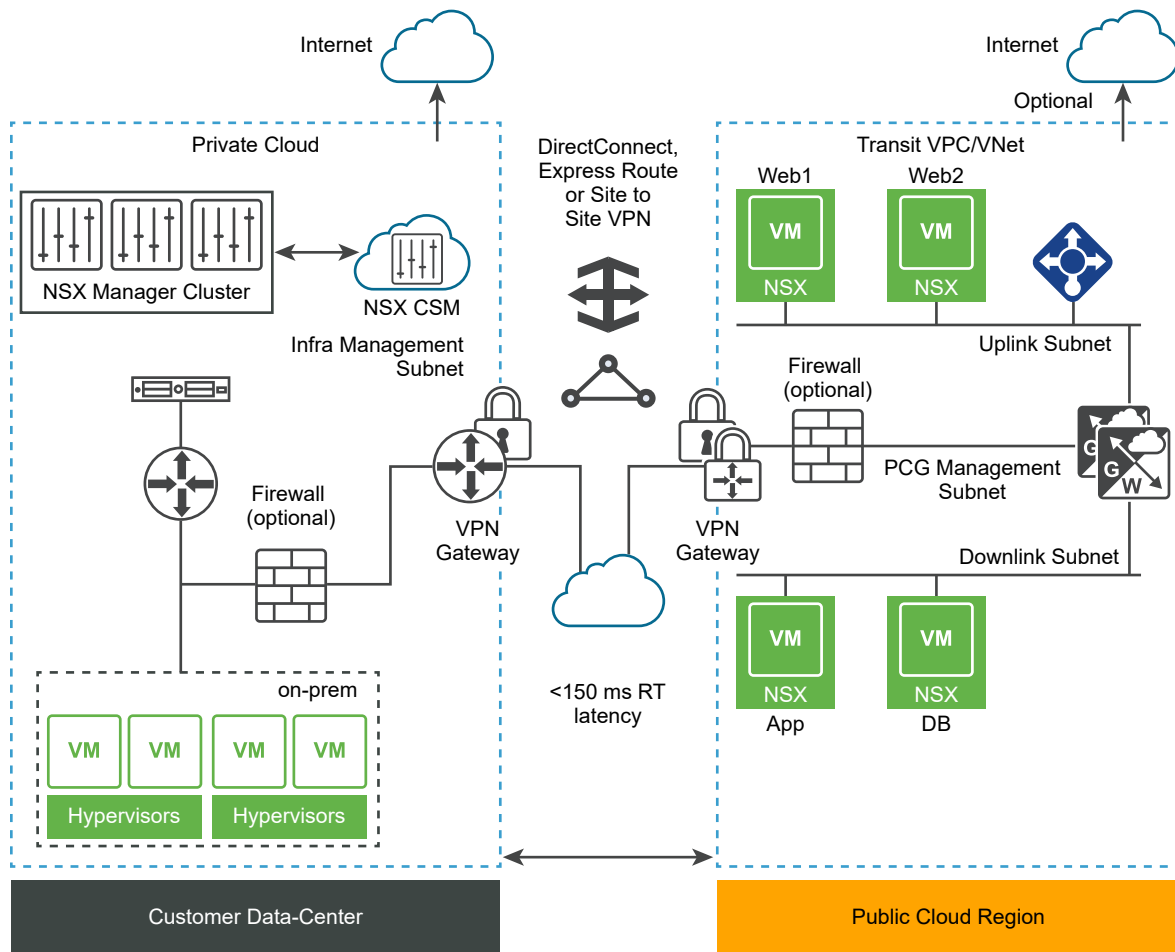 Internet
Internet
Optional
Private Cloud
NSX Manager Cluster
NSX CSM
Infra Management
Subnet
Firewall
(optional)
VPN
Gateway
on-prem
VM
VM
VM
VM
Hypervisors
Hypervisors
Customer Data-Center
DirectConnect,
Express Route
or Site to
Site VPN
<150 ms RT
latency
Transit VPC/VNet
Web1
Web2
VM
VM
NSX
NSX
Uplink Subnet
Firewall
(optional)
G
G
W
PCG Management
Subnet
VPN
Gateway
Downlink Subnet
VM
VM
NSX
NSX
App
DB
Public Cloud Region